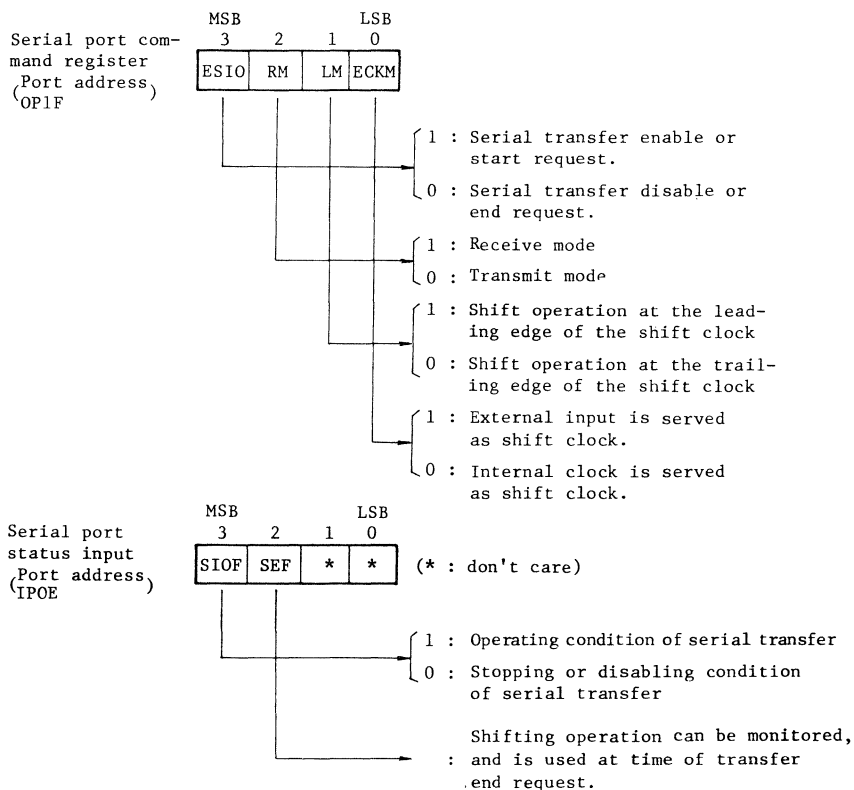 MSB LSB
Serial port com- 3 2 1 0
mand register
(Port address) ESIO RM LM ECKM
OP1F
1 : Serial transfer enable or
start request.
0 : Serial transfer disable or
end request.
1 : Receive mode
0 : Transmit mode
1 : Shift operation at the lead-
ing edge of the shift clock
0 : Shift operation at the trail-
ing edge of the shift clock
1 : External input is served
as shift clock.
0 : Internal clock is served
as shift clock.
MSB LSB
Serial port 3 2 1 0
status input
(Port address) SIOF SEF * * (* : don't care)
IPOE
1 : Operating condition of serial transfer
0 : Stopping or disabling condition
of serial transfer
Shifting operation can be monitored,
: and is used at time of transfer
end request.